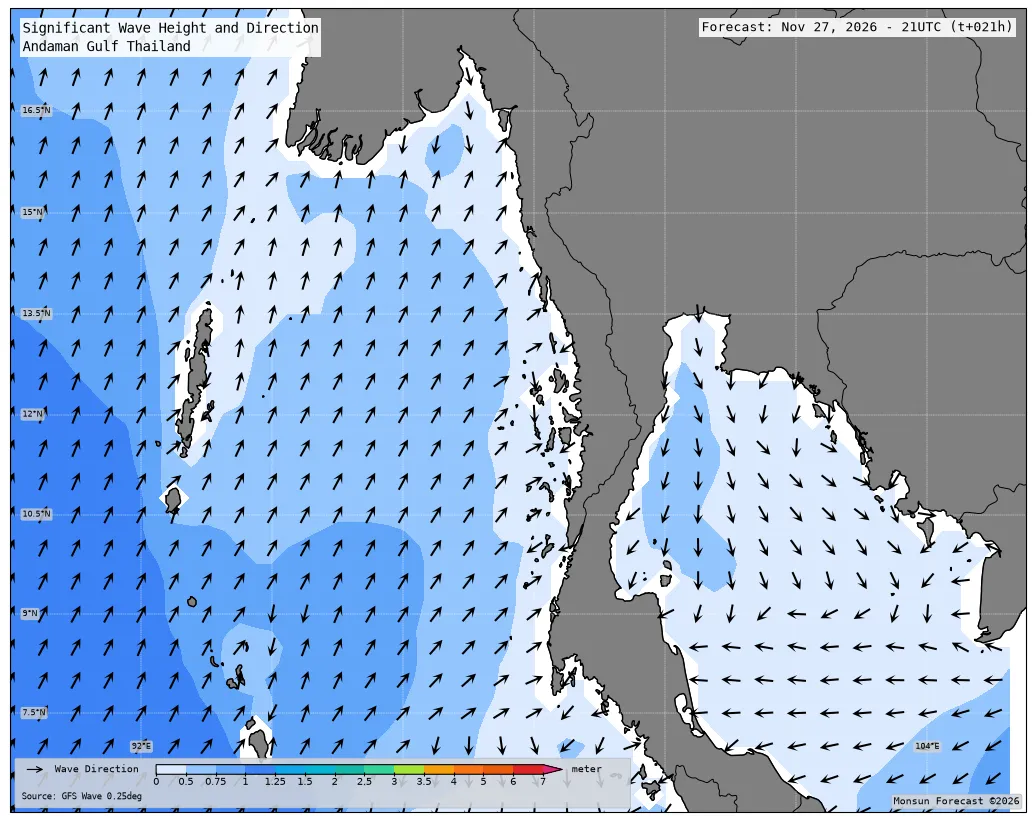 Significant Wave Height and Direction
Andaman Gulf Thailand
Forecast: Nov 27, 2026 - 21UTC (t+021h)
16.5°N
15°N
13.5°N
12°N
10.5°N
9°N
7.5°N
92°E
104°E
Wave Direction
meter
0 0.5 0.75 1 1.25 1.5 2 2.5 3 3.5 4 5 6 7
Source: GFS Wave 0.25deg
Monsun Forecast ©2026